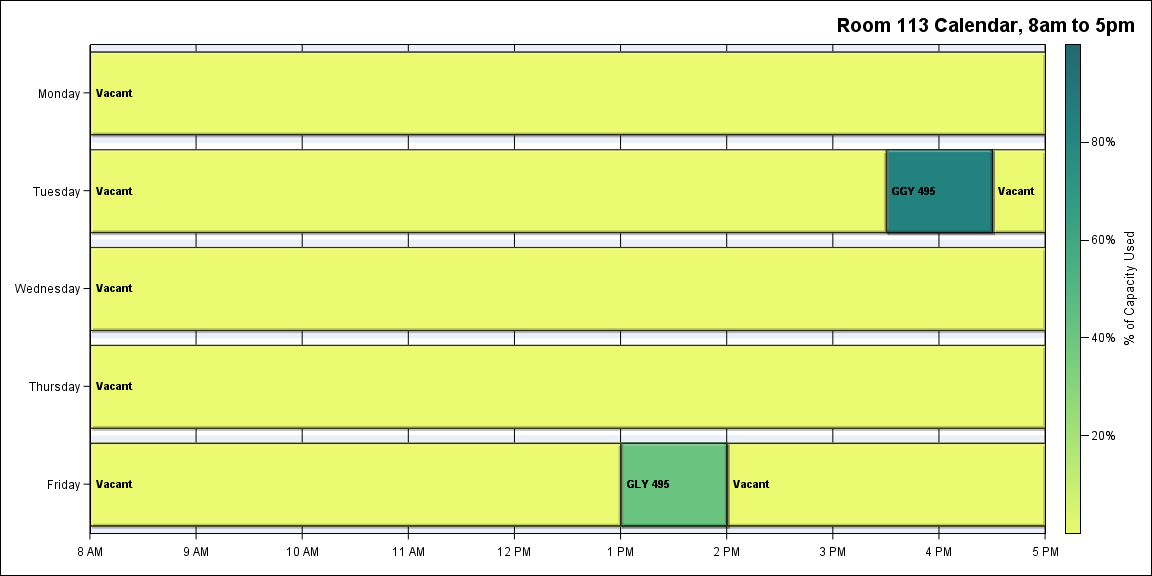 Room 113 Calendar, 8am to 5pm
Monday
Vacant
Tuesday
Vacant
GGY 495
Vacant
Wednesday
Vacant
Thursday
Vacant
Friday
Vacant
GLY 495
Vacant
8 AM
9 AM
10 AM
11 AM
12 PM
1 PM
2 PM
3 PM
4 PM
5 PM
80%
60%
40%
20%
% of Capacity Used